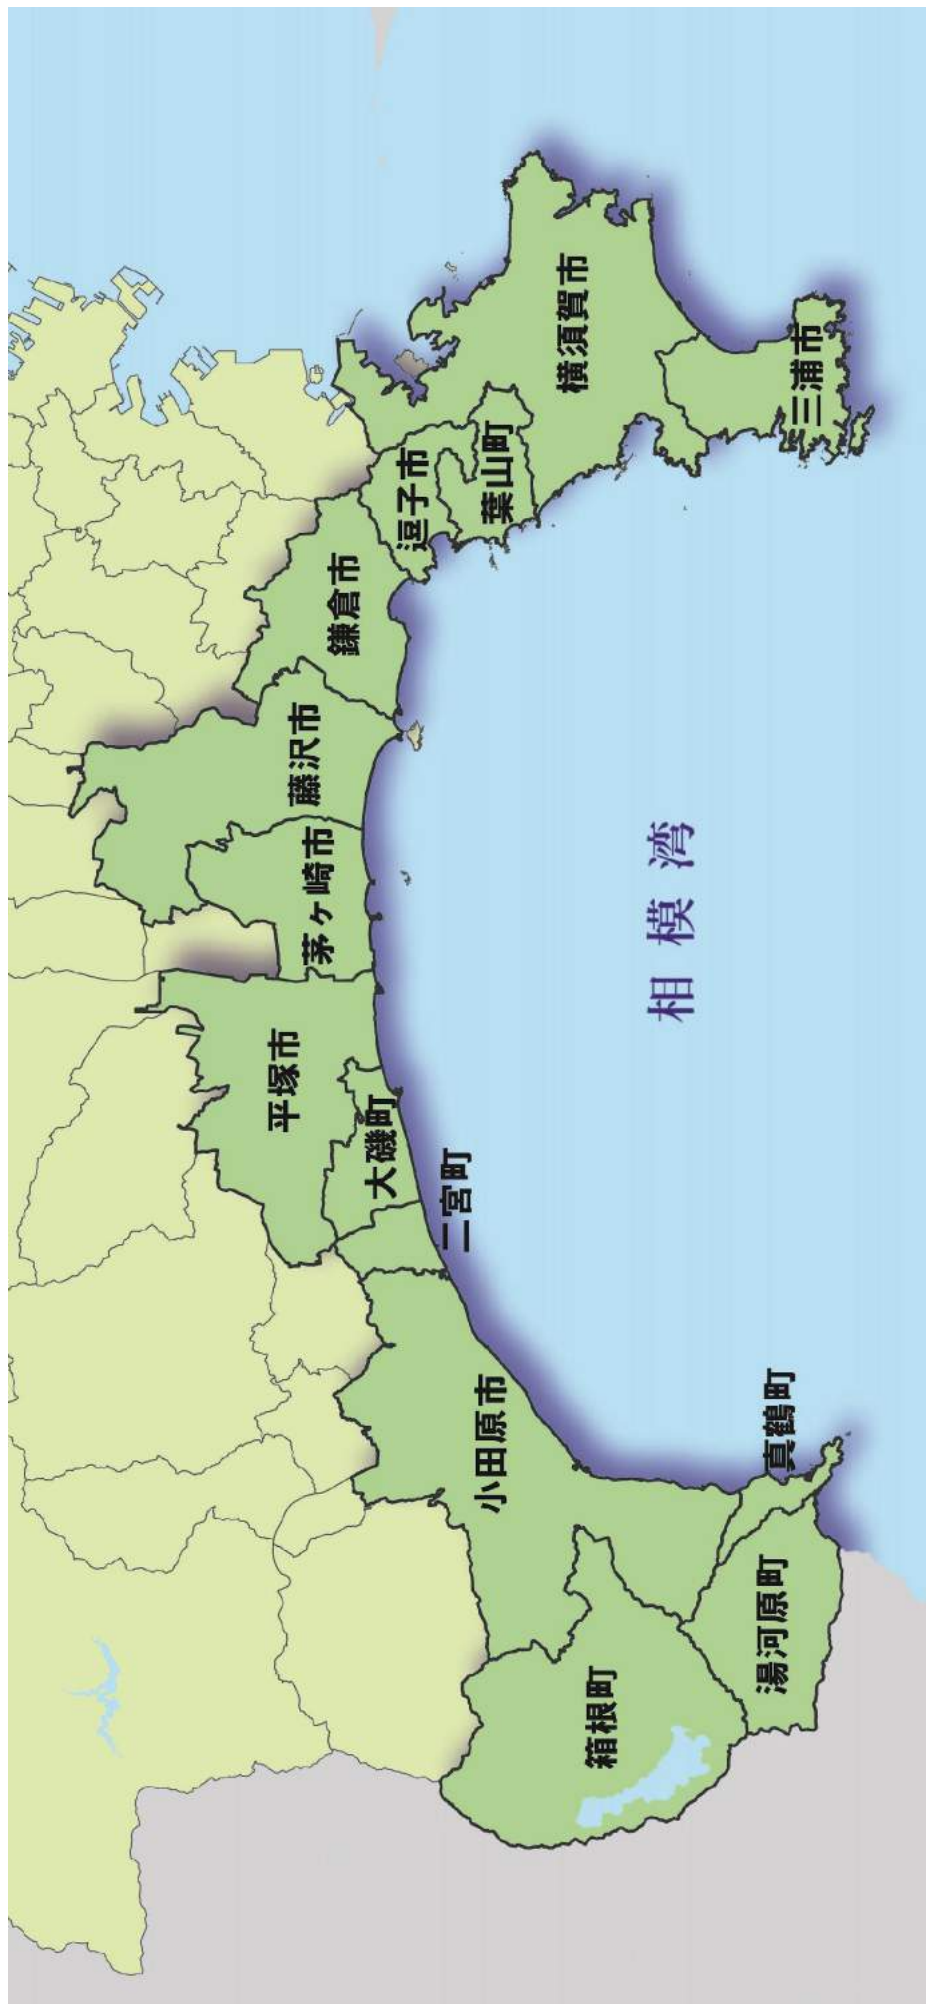 横須賀市
三浦市
葉山町
逗子市
鎌倉市
藤沢市
茅ヶ崎市
平塚市
大磯町
二宮町
小田原市
真鶴町
湯河原町
箱根町
相模湾